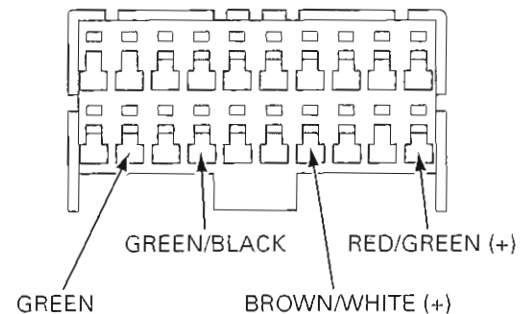 GREEN/BLACK RED/GREEN (+)
GREEN BROWN/WHITE (+)